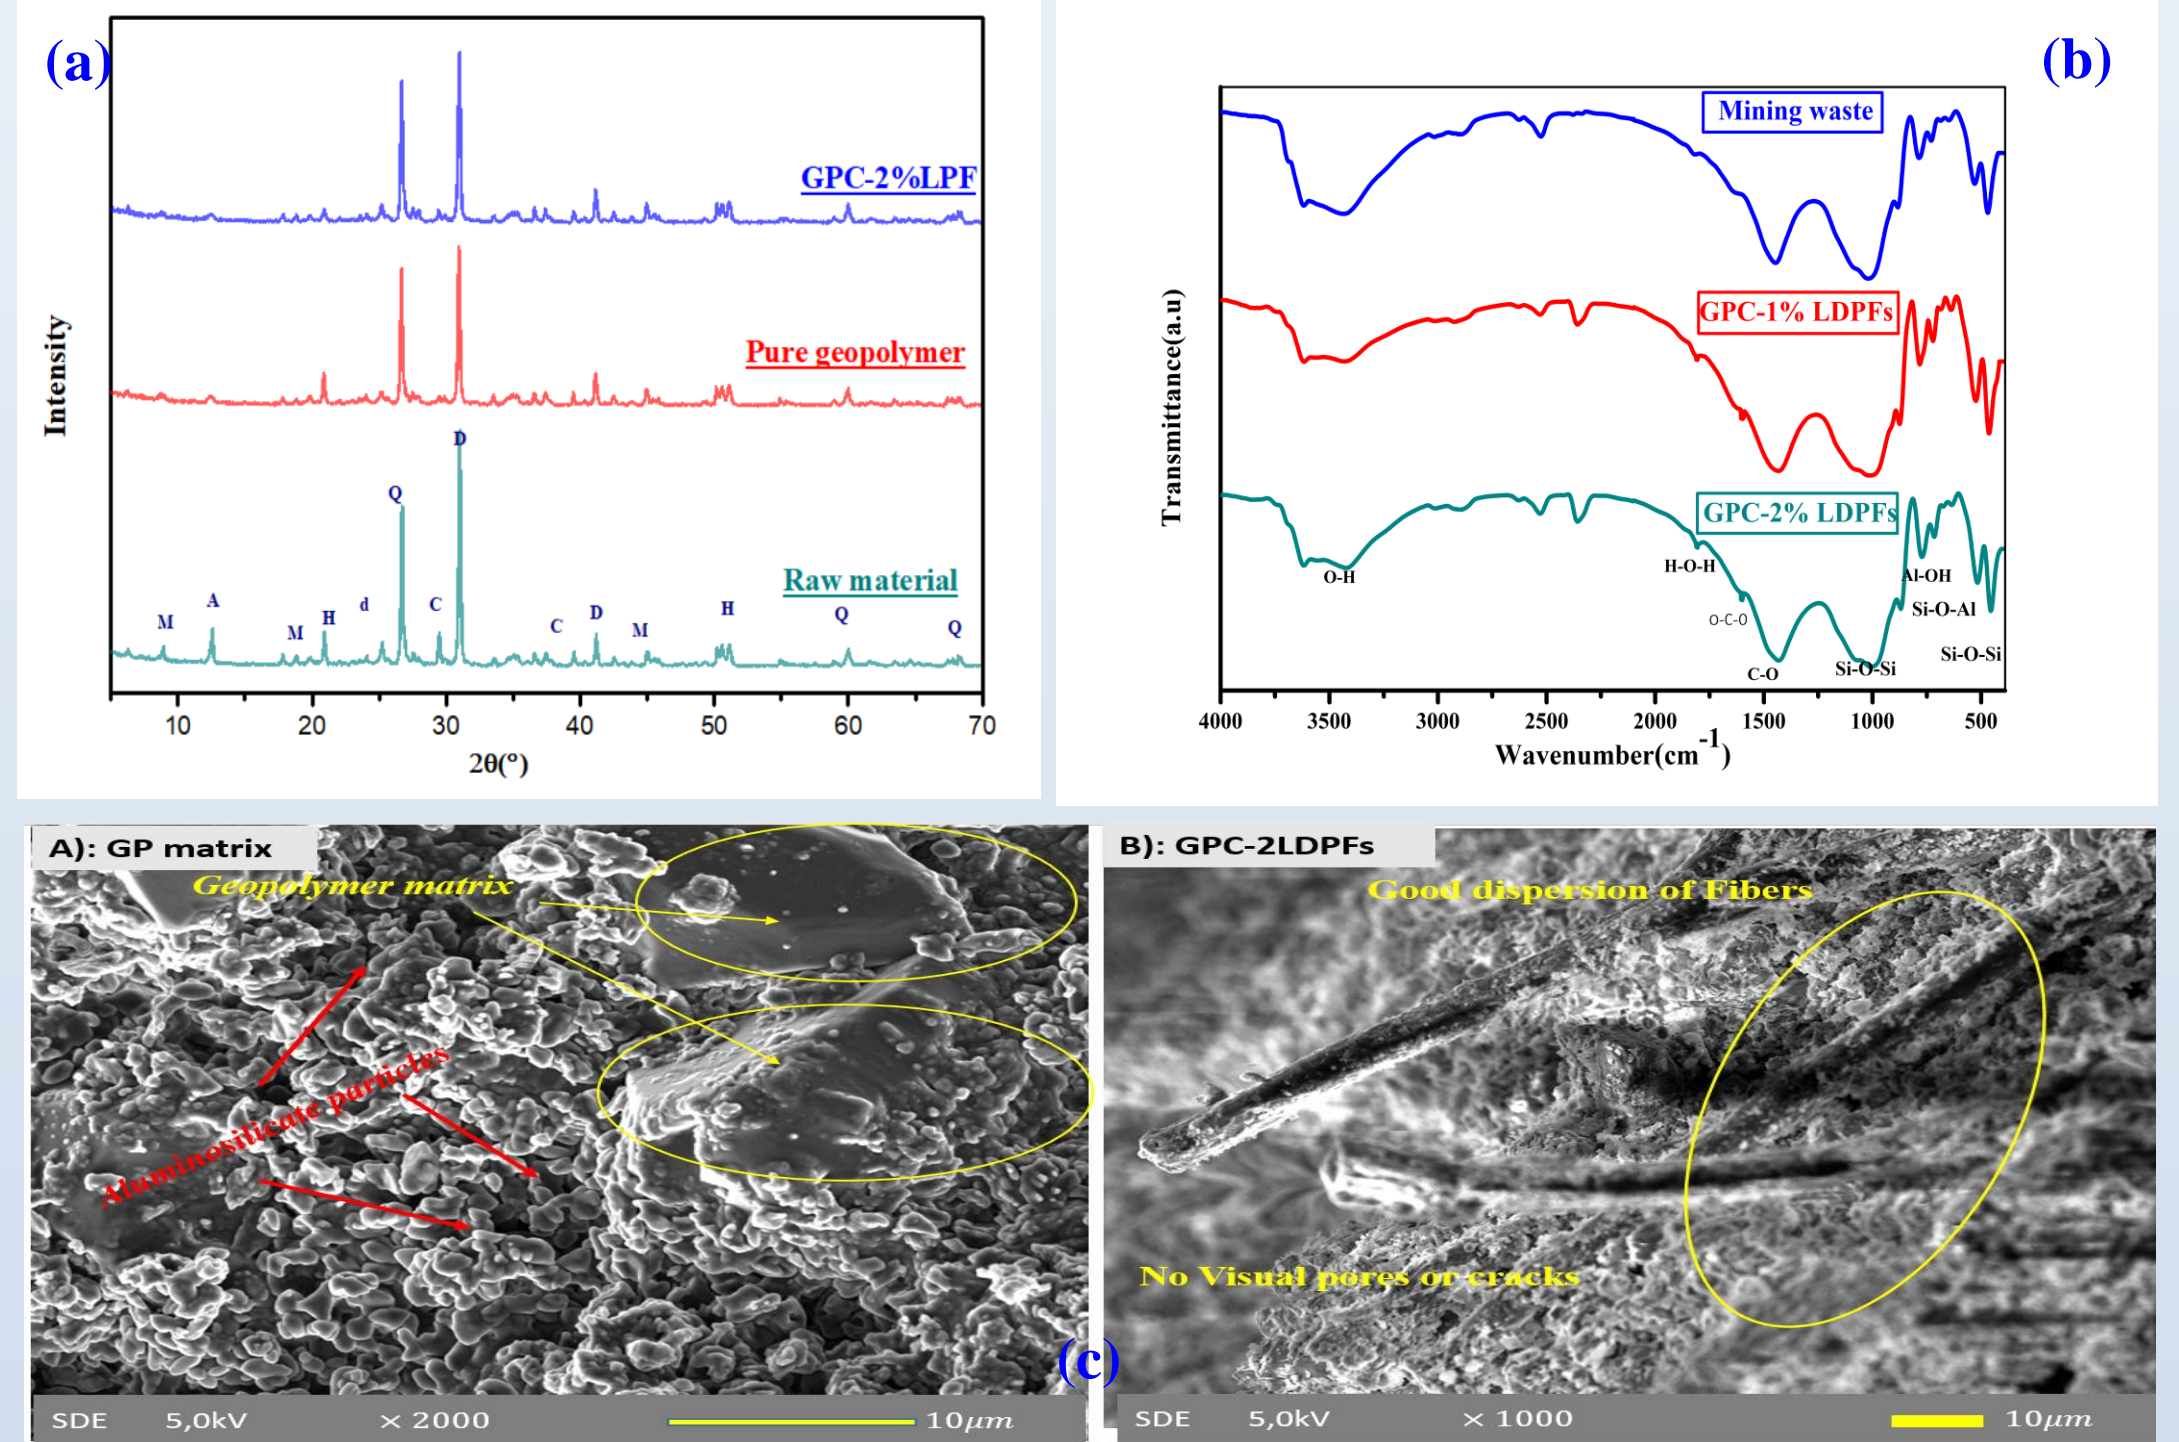 (a)
GPC-2%LPF
Pure geopolymer
D
Q
Raw material
M
A
M
H
d
C
C
D
M
H
Q
Q
Intensity
10 20 30 40 50 60 70
2θ(°)
(b)
Mining waste
GPC-1% LDPFs
GPC-2% LDPFs
O-H
H-O-H
O-C-O
C-O
Si-O-Si
Al-OH
Si-O-Al
Si-O-Si
Transmittance(a.u)
4000 3500 3000 2500 2000 1500 1000 500
Wavenumber(cm-1)
A): GP matrix
Geopolymer matrix
Aluminosilicate particles
SDE 5,0kV × 2000 10μm
(c)
B): GPC-2LDPFs
Good dispersion of Fibers
No Visual pores or cracks
SDE 5,0kV × 1000 10μm